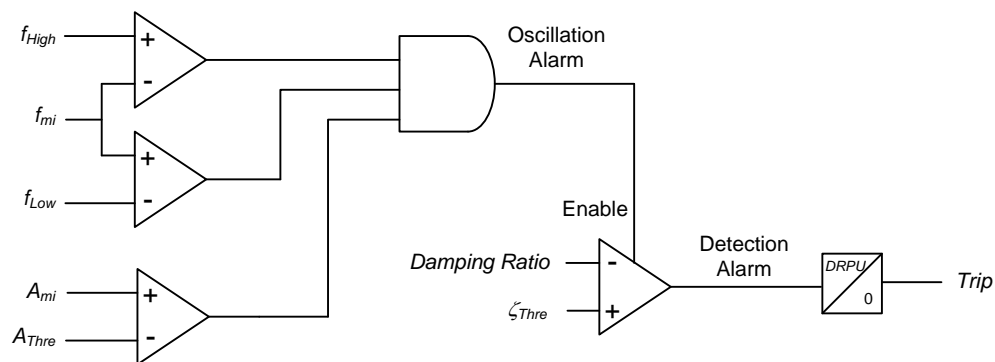 f_High
+
-
f_mi
+
-
f_Low
A_mi
+
A_Thre
-
Oscillation
Alarm
Enable
Damping Ratio
-
ζ_Thre
+
Detection
Alarm
DRPU
0
Trip